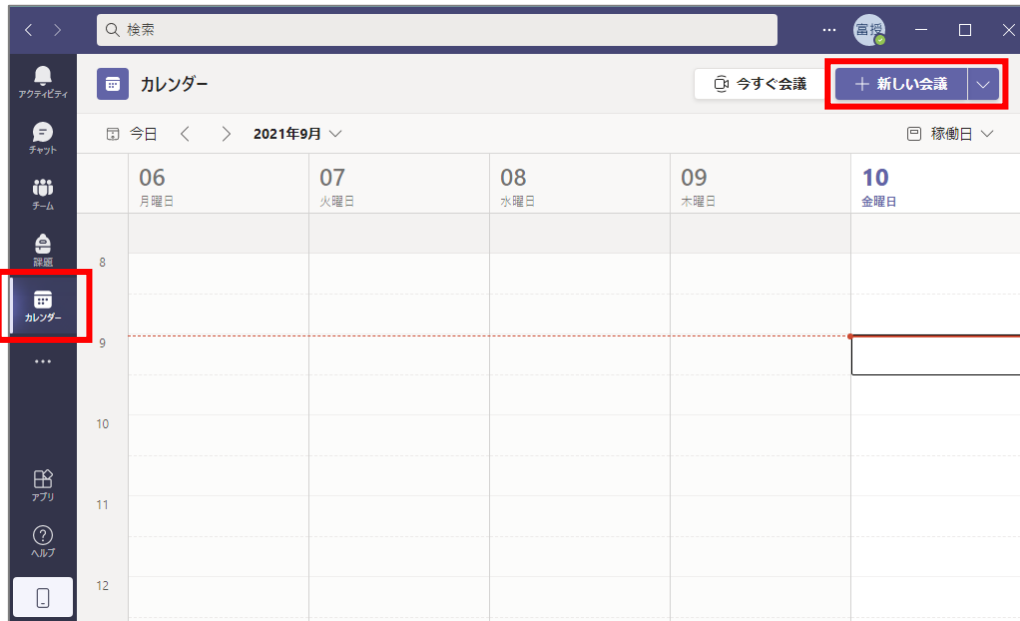 検索
富授
アクティビティ
チャット
チーム
課題
カレンダー
アプリ
ヘルプ
カレンダー
今すぐ会議
新しい会議
今日
2021年9月
稼働日
06
月曜日
07
火曜日
08
水曜日
09
木曜日
10
金曜日
8
9
10
11
12